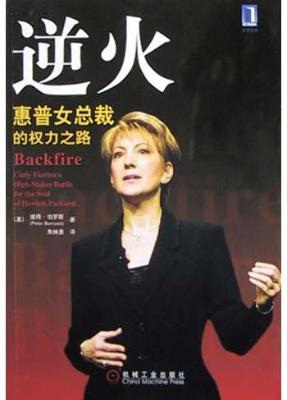 逆火
惠普女总裁
的权力之路
Backfire
Carly Fiorina's
High-Stakes Battle
for the Soul
of Hewlett-Packard
(美) 彼得·伯罗斯 著
(Peter Burrows)
朱林勇 译
机械工业出版社
China Machine Press